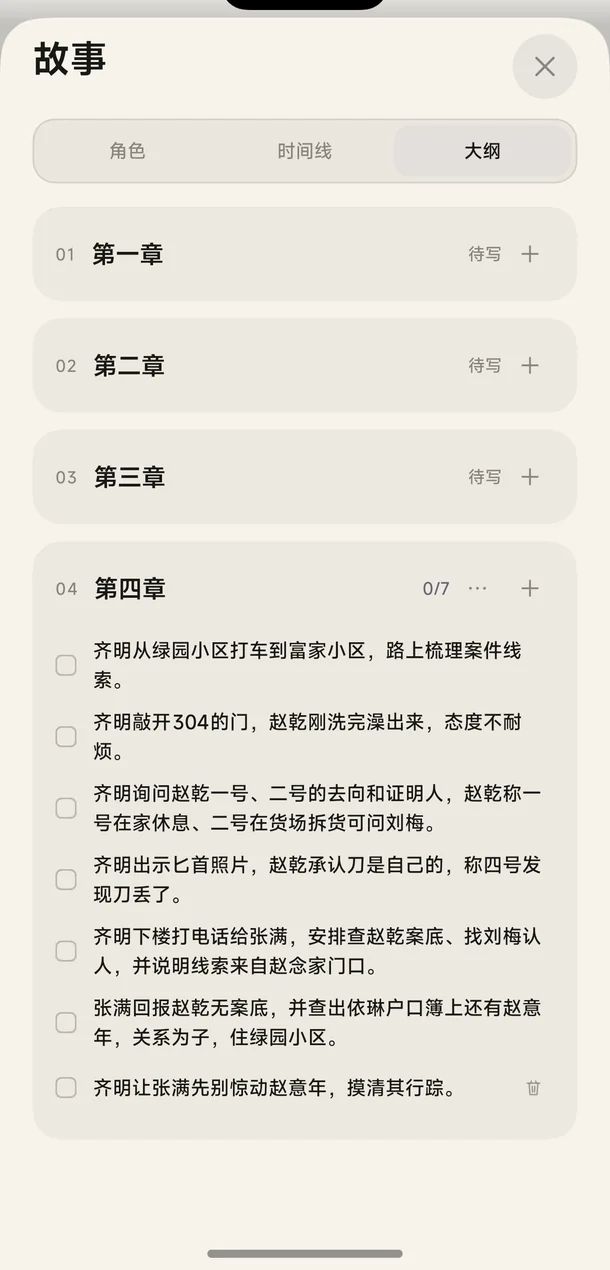 故事
角色
时间线
大纲
01 第一章 待写
02 第二章 待写
03 第三章 待写
04 第四章 0/7 ···
齐明从绿园小区打车到富家小区，路上梳理案件线
索。
齐明敲开304的门，赵乾刚洗完澡出来，态度不耐
烦。
齐明询问赵乾一号、二号的去向和证明人，赵乾称一
号在家休息、二号在货场拆货可问刘梅。
齐明出示匕首照片，赵乾承认刀是自己的，称四号发
现刀丢了。
齐明下楼打电话给张满，安排查赵乾案底、找刘梅认
人，并说明线索来自赵念家门口。
张满回报赵乾无案底，并查出依琳户口簿上还有赵意
年，关系为子，住绿园小区。
齐明让张满先别惊动赵意年，摸清其行踪。